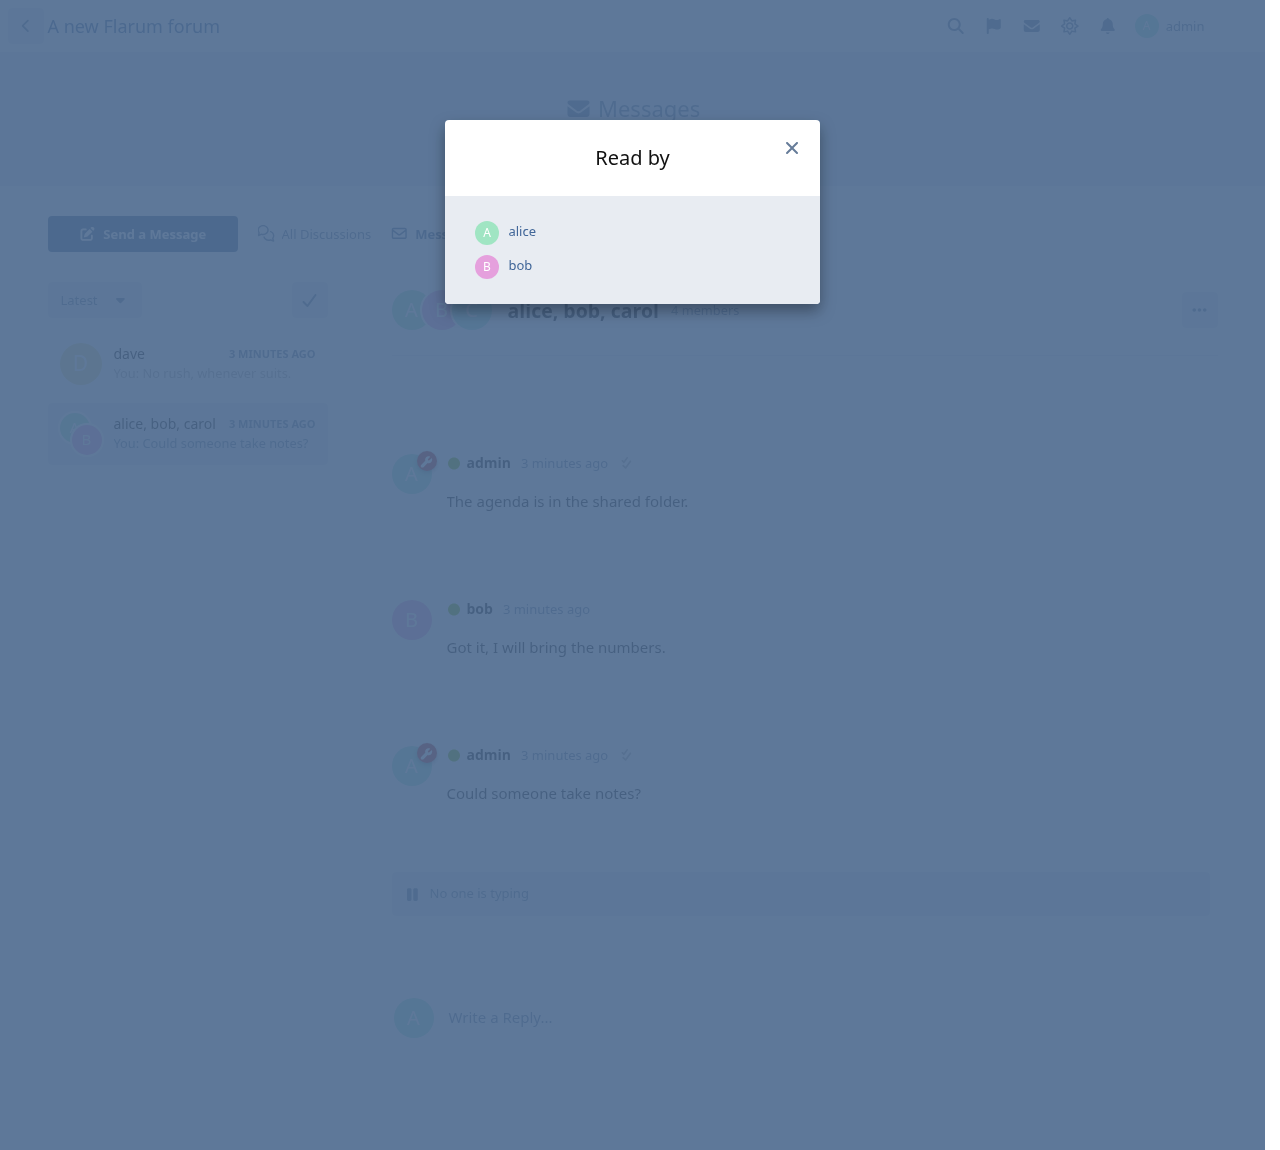 A new Flarum forum
admin
Messages
Read by
A alice
B bob
Send a Message
All Discussions
Latest
alice, bob, carol
4 members
D
dave
3 MINUTES AGO
You: No rush, whenever suits.
B
alice, bob, carol
3 MINUTES AGO
You: Could someone take notes?
A
admin
3 minutes ago
The agenda is in the shared folder.
B
bob
3 minutes ago
Got it, I will bring the numbers.
A
admin
3 minutes ago
Could someone take notes?
No one is typing
A
Write a Reply...